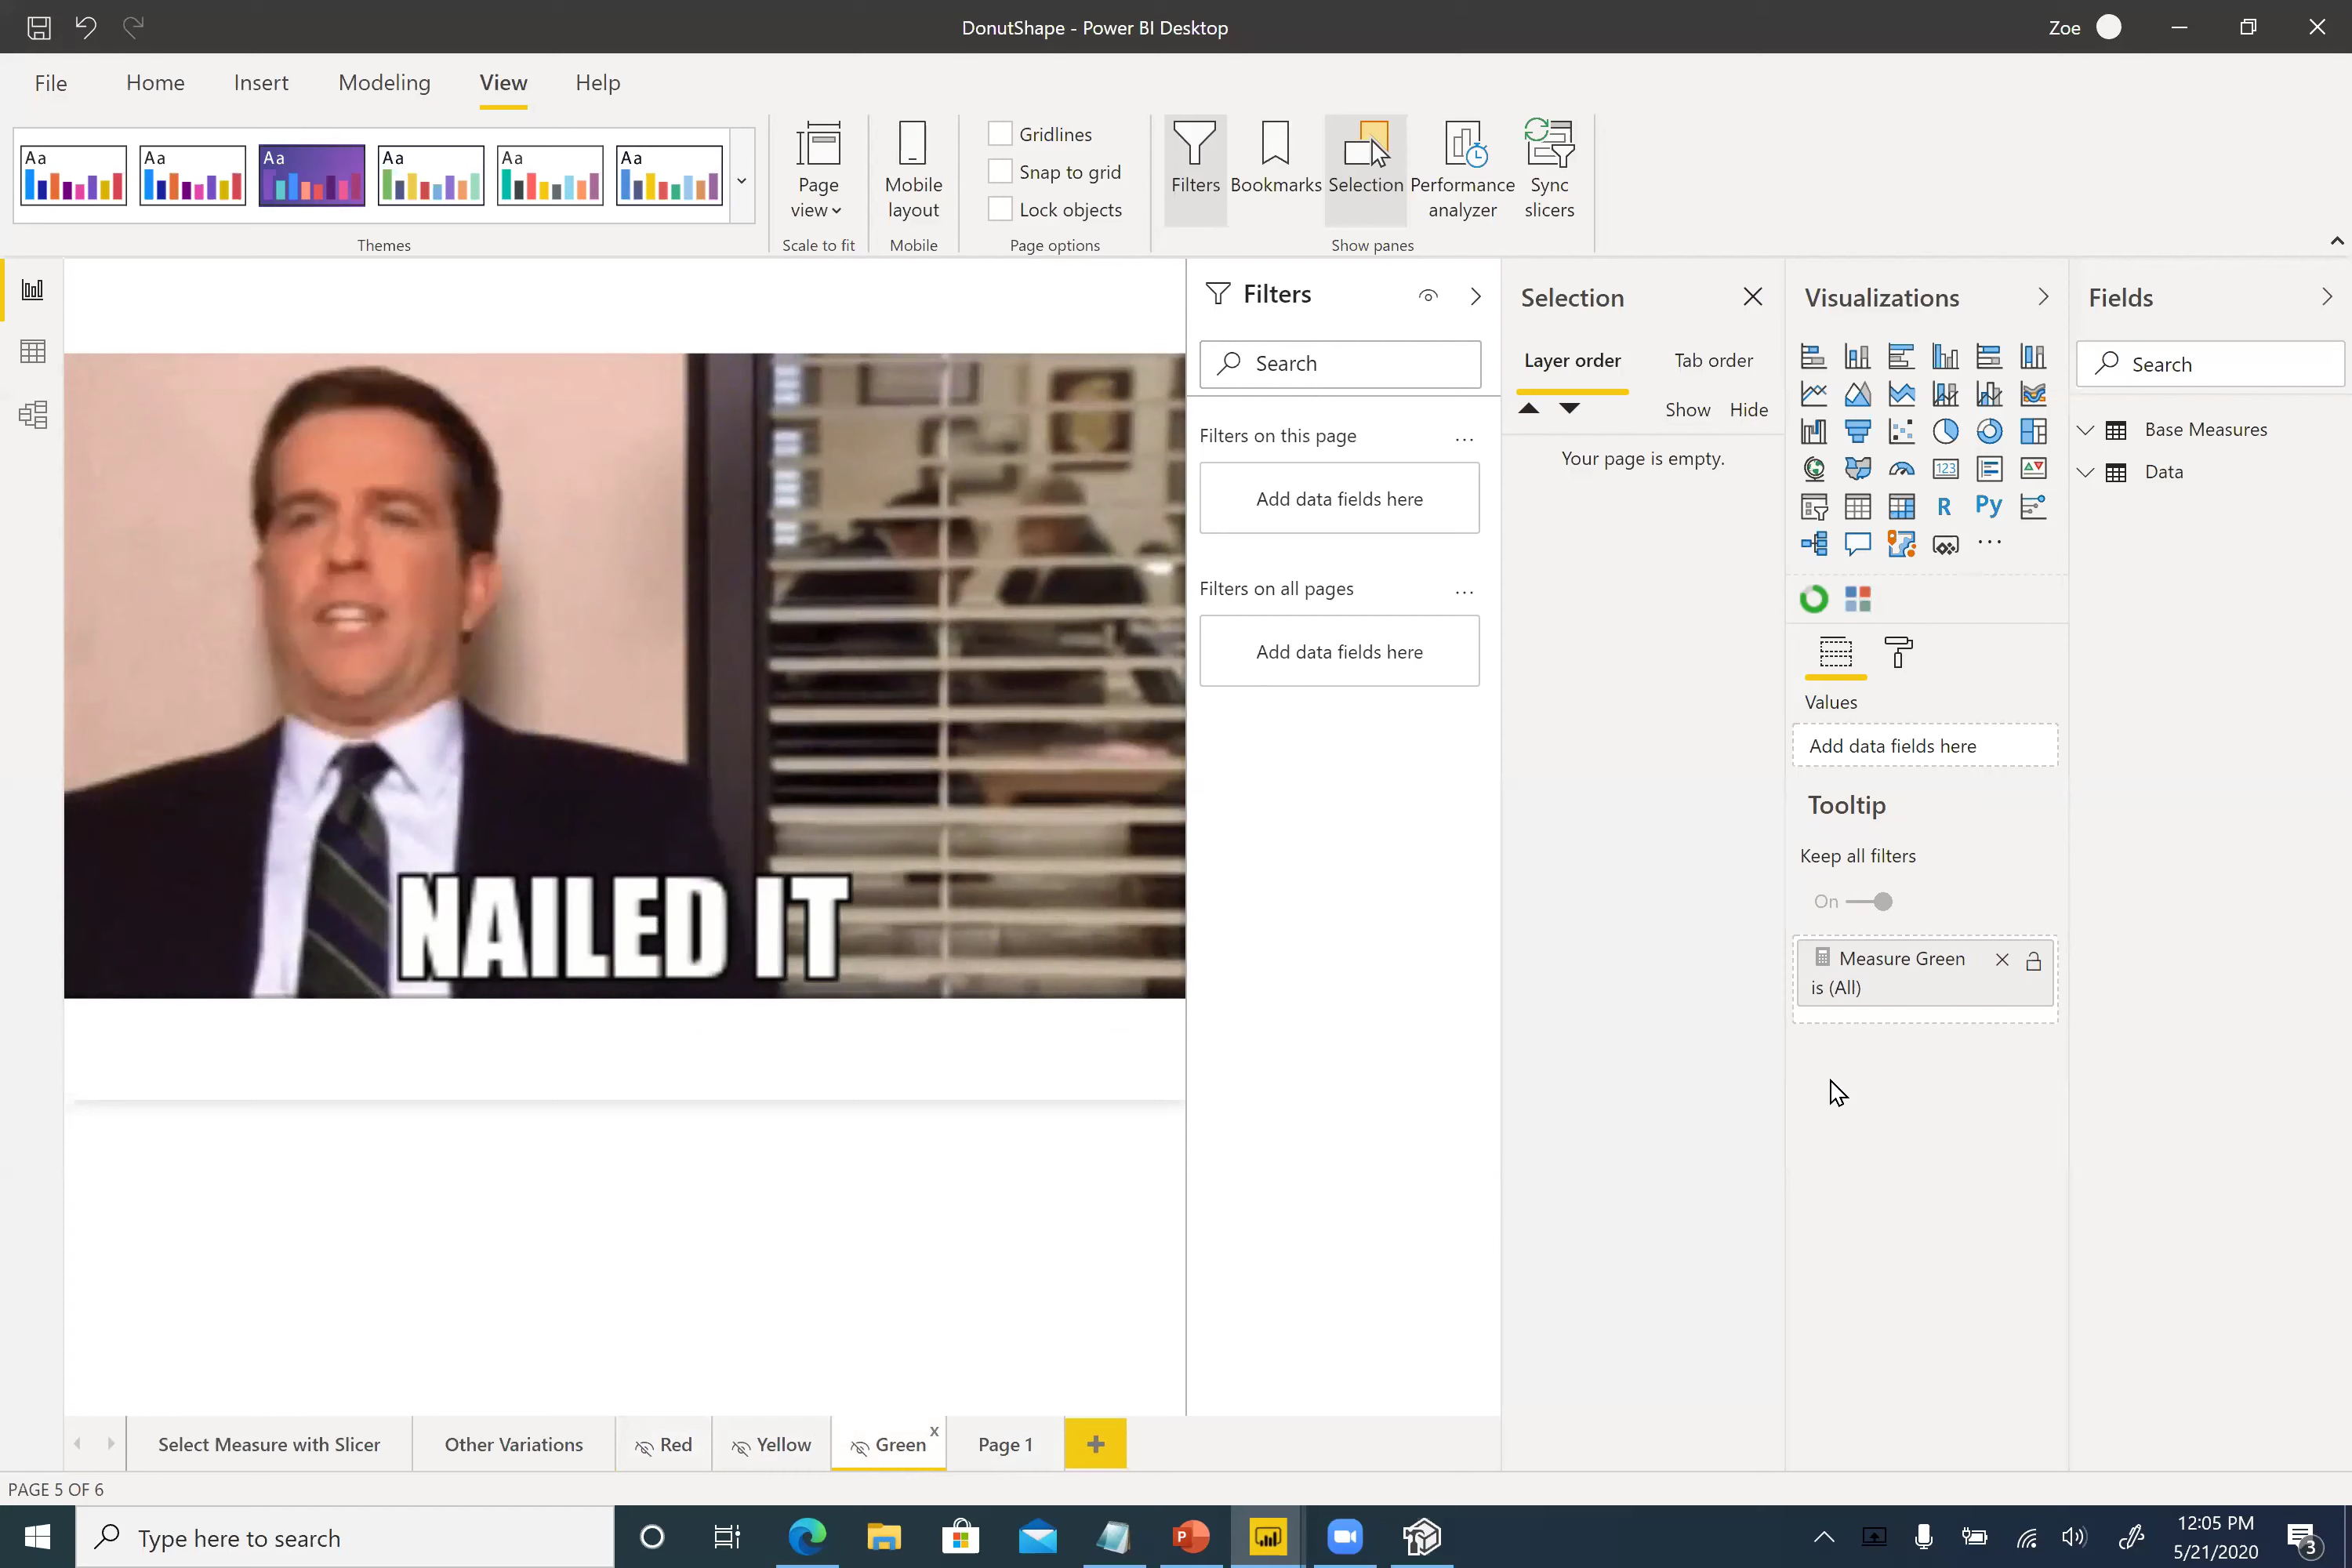 DonutShape - Power BI Desktop
Zoe
File
Home
Insert
Modeling
View
Help
Aa
Aa
Aa
Aa
Aa
Aa
Themes
Page
view
Scale to fit
Mobile
layout
Mobile
Gridlines
Snap to grid
Lock objects
Page options
Filters
Bookmarks
Selection
Performance
analyzer
Sync
slicers
Show panes
NAILED IT
Filters
Search
Filters on this page
...
Add data fields here
Filters on all pages
...
Add data fields here
Selection
Layer order
Tab order
Show
Hide
Your page is empty.
Visualizations
123
R
Py
...
Values
Add data fields here
Tooltip
Keep all filters
On
Measure Green
is (All)
Fields
Search
Base Measures
Data
Select Measure with Slicer
Other Variations
Red
Yellow
Green
x
Page 1
+
PAGE 5 OF 6
Type here to search
P
12:05 PM
5/21/2020
3